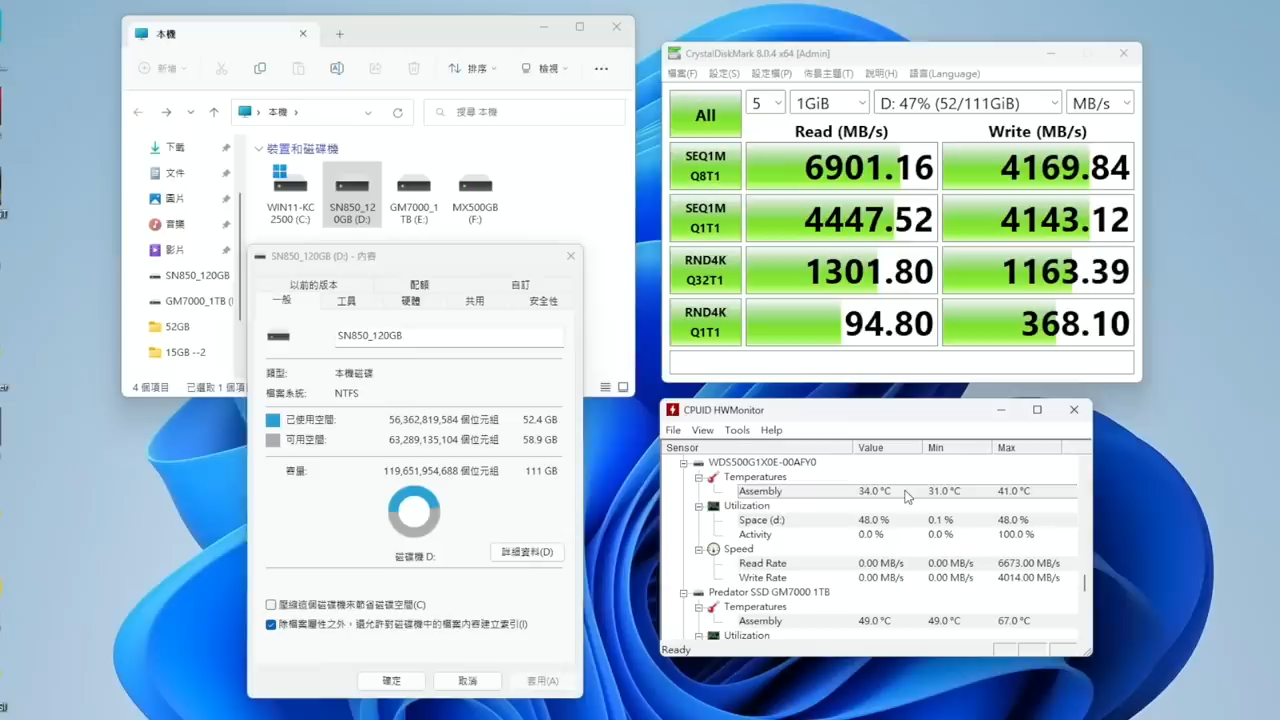 本機
新增
排序
檢視
本機
搜尋 本機
下載
文件
圖片
音樂
影片
SN850_120GB
GM7000_1TB (
52GB
15GB --2
裝置和磁碟機
WIN11-KC
2500 (C:)
SN850_12
0GB (D:)
GM7000_1
TB (E:)
MX500GB
(F:)
4 個項目
已選取 1 個項
SN850_120GB (D:) - 內容
以前的版本
配額
自訂
一般
工具
硬體
共用
安全性
SN850_120GB
類型:
本機磁碟
檔案系統:
NTFS
已使用空間:
56,362,819,584 個位元組
52.4 GB
可用空間:
63,289,135,104 個位元組
58.9 GB
容量:
119,651,954,688 個位元組
111 GB
磁碟機 D:
詳細資料(D)
壓縮這個磁碟機來節省磁碟空間(C)
除檔案屬性之外，還允許對磁碟機中的檔案內容建立索引(I)
確定
取消
套用(A)
CrystalDiskMark 8.0.4 x64 [Admin]
檔案(F)
設定(S)
設定檔(P)
佈景主題(T)
說明(H)
語言(Language)
All
5
1GiB
D: 47% (52/111GiB)
MB/s
Read (MB/s)
Write (MB/s)
SEQ1M
Q8T1
6901.16
4169.84
SEQ1M
Q1T1
4447.52
4143.12
RND4K
Q32T1
1301.80
1163.39
RND4K
Q1T1
94.80
368.10
CPUID HWMonitor
File
View
Tools
Help
Sensor
Value
Min
Max
WDS500G1X0E-00AFY0
Temperatures
Assembly
34.0 °C
31.0 °C
41.0 °C
Utilization
Space (d:)
48.0 %
0.1 %
48.0 %
Activity
0.0 %
0.0 %
100.0 %
Speed
Read Rate
0.00 MB/s
0.00 MB/s
6673.00 MB/s
Write Rate
0.00 MB/s
0.00 MB/s
4014.00 MB/s
Predator SSD GM7000 1TB
Temperatures
Assembly
49.0 °C
49.0 °C
67.0 °C
Utilization
Ready